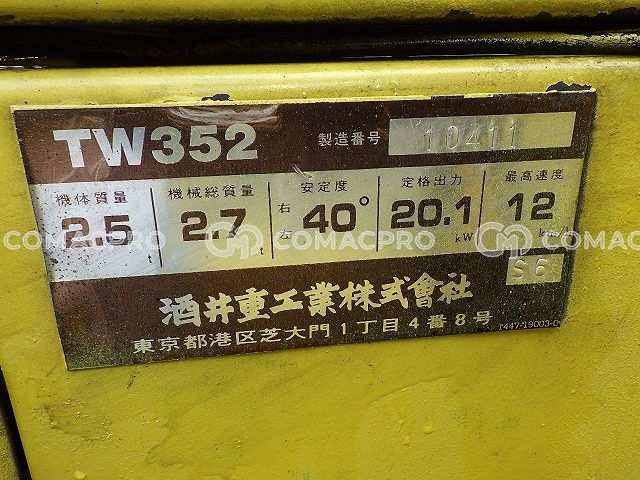 TW352 製造番号 10411
機体質量 機械総質量 安定度 定格出力 最高速度
2.5 t 2.7 t 右左 40° 20.1 kW 12 km/h
COMACPRO COMACPRO COMACPRO
S6
酒井重工業株式會社
東京都港区芝大門1丁目4番8号